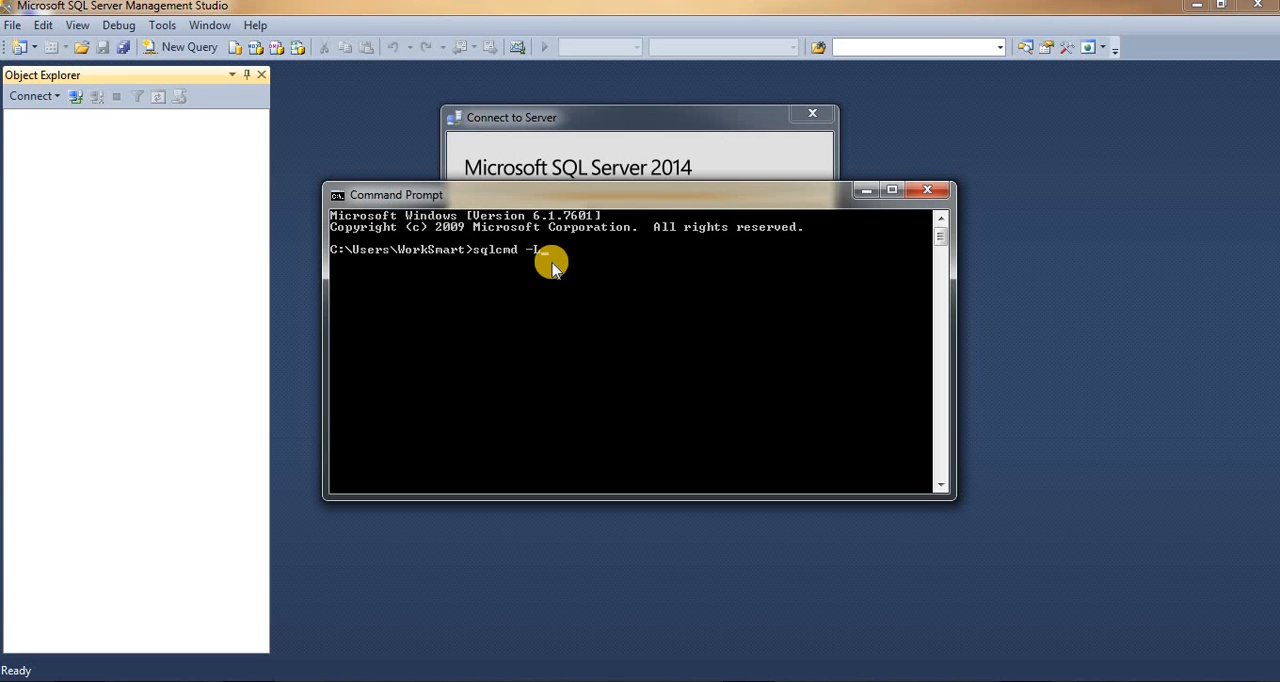 Microsoft SQL Server Management Studio
File Edit View Debug Tools Window Help
New Query
Object Explorer
Connect
Connect to Server
Microsoft SQL Server 2014
Command Prompt
Microsoft Windows [Version 6.1.7601]
Copyright (c) 2009 Microsoft Corporation.  All rights reserved.
C:\Users\WorkSmart>sqlcmd -L_
Ready